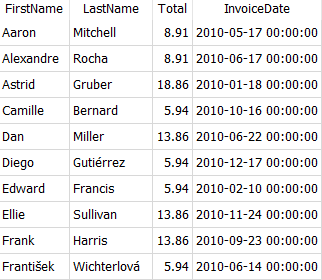 FirstName LastName Total InvoiceDate
Aaron Mitchell 8.91 2010-05-17 00:00:00
Alexandre Rocha 8.91 2010-06-17 00:00:00
Astrid Gruber 18.86 2010-01-18 00:00:00
Camille Bernard 5.94 2010-10-16 00:00:00
Dan Miller 13.86 2010-06-22 00:00:00
Diego Gutiérrez 5.94 2010-12-17 00:00:00
Edward Francis 5.94 2010-02-10 00:00:00
Ellie Sullivan 13.86 2010-11-24 00:00:00
Frank Harris 13.86 2010-09-23 00:00:00
František Wichterlová 5.94 2010-06-14 00:00:00